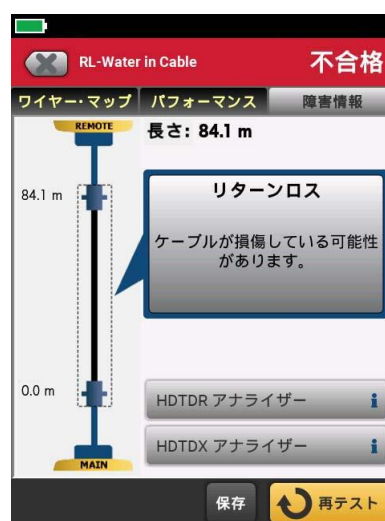 RL-Water in Cable
不合格
ワイヤー・マップ
パフォーマンス
障害情報
REMOTE
長さ: 84.1 m
84.1 m
リターンロス
ケーブルが損傷している可能性
があります。
0.0 m
HDTDR アナライザー i
HDTDX アナライザー i
MAIN
保存
再テスト